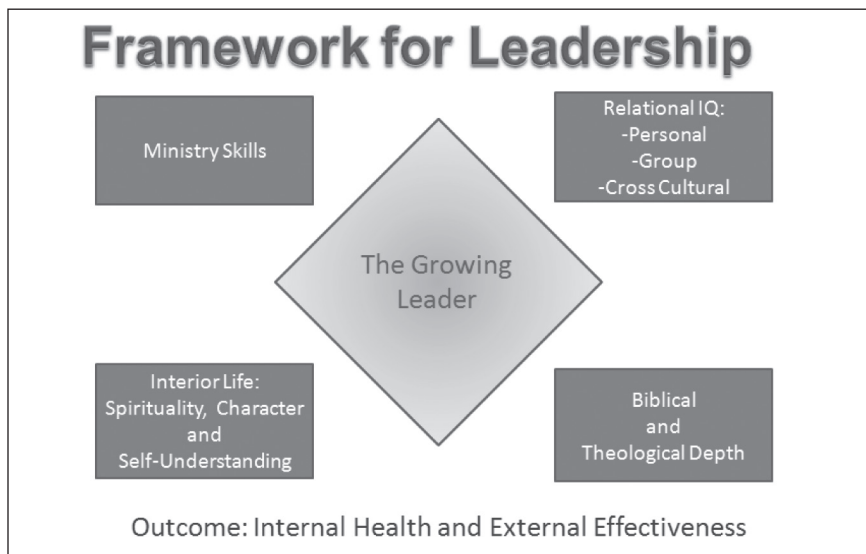 Framework for Leadership
Ministry Skills
Relational IQ:
-Personal
-Group
-Cross Cultural
The Growing
Leader
Interior Life:
Spirituality, Character
and
Self-Understanding
Biblical
and
Theological Depth
Outcome: Internal Health and External Effectiveness